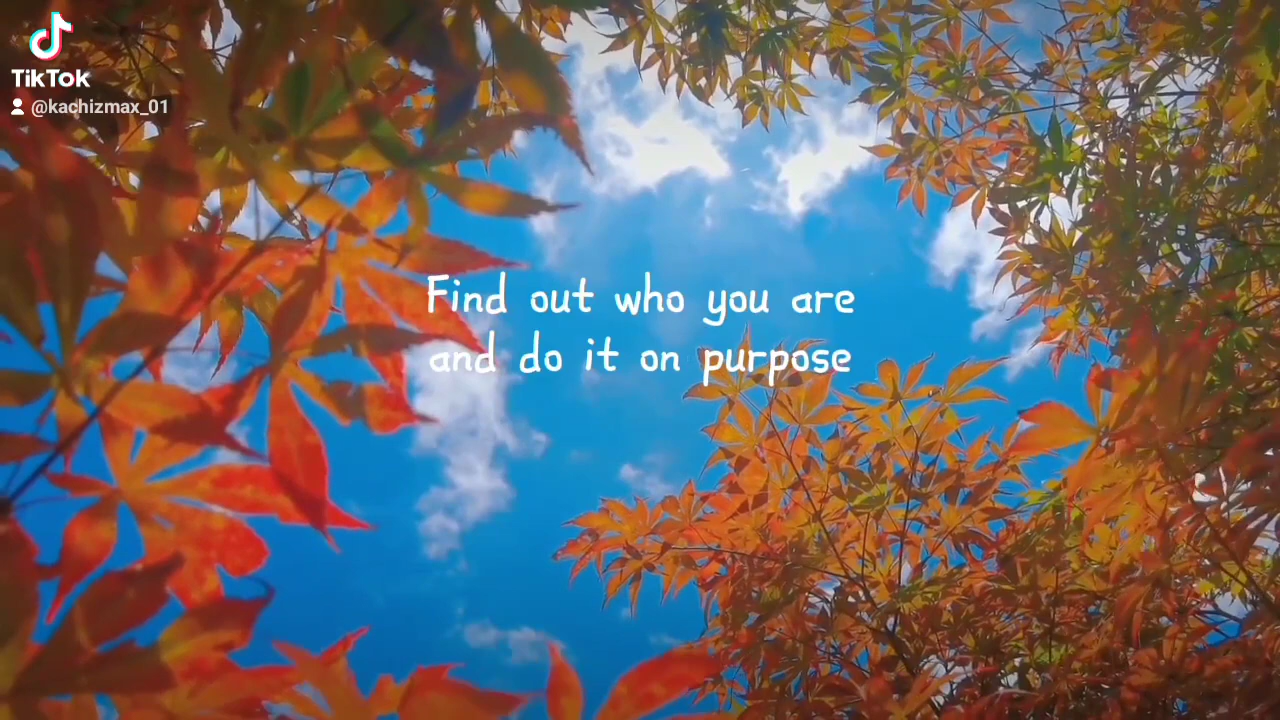 TikTok
@kachizmax_01
Find out who you are
and do it on purpose